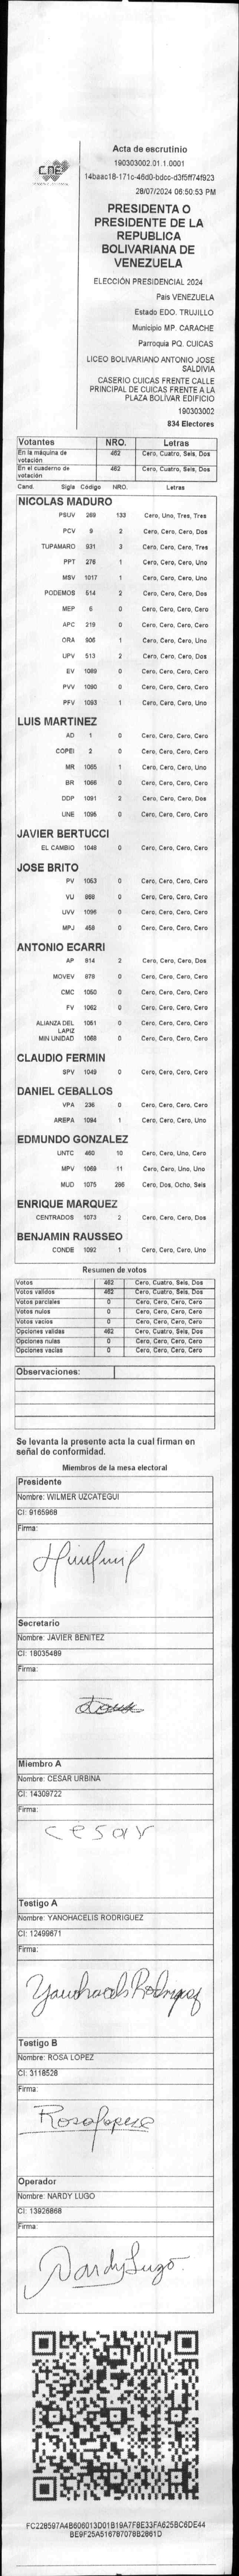 CNE
Acta de escrutinio
190303002.01.1.0001
14baac18-171c-46d0-bdcc-d3f5ff74f923
28/07/2024 06:50:53 PM
PRESIDENTA O
PRESIDENTE DE LA
REPUBLICA
BOLIVARIANA DE
VENEZUELA
ELECCIÓN PRESIDENCIAL 2024
Pais VENEZUELA
Estado EDO. TRUJILLO
Municipio MP. CARACHE
Parroquia PQ. CUICAS
LICEO BOLIVARIANO ANTONIO JOSE
SALDIVIA
CASERIO CUICAS FRENTE CALLE
PRINCIPAL DE CUICAS FRENTE A LA
PLAZA BOLÍVAR EDIFICIO
190303002
834 Electores
Votantes NRO. Letras
En la máquina de votación 462 Cero, Cuatro, Seis, Dos
En el cuaderno de votación 462 Cero, Cuatro, Seis, Dos
Cand. Sigla Código NRO. Letras
NICOLAS MADURO
PSUV 269 133 Cero, Uno, Tres, Tres
PCV 9 2 Cero, Cero, Cero, Dos
TUPAMARO 931 3 Cero, Cero, Cero, Tres
PPT 276 1 Cero, Cero, Cero, Uno
MSV 1017 1 Cero, Cero, Cero, Uno
PODEMOS 514 2 Cero, Cero, Cero, Dos
MEP 6 0 Cero, Cero, Cero, Cero
APC 219 0 Cero, Cero, Cero, Cero
ORA 906 1 Cero, Cero, Cero, Uno
UPV 513 2 Cero, Cero, Cero, Dos
EV 1089 0 Cero, Cero, Cero, Cero
PVV 1090 0 Cero, Cero, Cero, Cero
PFV 1093 1 Cero, Cero, Cero, Uno
LUIS MARTINEZ
AD 1 0 Cero, Cero, Cero, Cero
COPEI 2 0 Cero, Cero, Cero, Cero
MR 1065 1 Cero, Cero, Cero, Uno
BR 1066 0 Cero, Cero, Cero, Cero
DDP 1091 2 Cero, Cero, Cero, Dos
UNE 1095 0 Cero, Cero, Cero, Cero
JAVIER BERTUCCI
EL CAMBIO 1048 0 Cero, Cero, Cero, Cero
JOSE BRITO
PV 1053 0 Cero, Cero, Cero, Cero
VU 868 0 Cero, Cero, Cero, Cero
UVV 1096 0 Cero, Cero, Cero, Cero
MPJ 458 0 Cero, Cero, Cero, Cero
ANTONIO ECARRI
AP 914 2 Cero, Cero, Cero, Dos
MOVEV 879 0 Cero, Cero, Cero, Cero
CMC 1050 0 Cero, Cero, Cero, Cero
FV 1062 0 Cero, Cero, Cero, Cero
ALIANZA DEL LAPIZ 1051 0 Cero, Cero, Cero, Cero
MIN UNIDAD 1068 0 Cero, Cero, Cero, Cero
CLAUDIO FERMIN
SPV 1049 0 Cero, Cero, Cero, Cero
DANIEL CEBALLOS
VPA 236 0 Cero, Cero, Cero, Cero
AREPA 1094 1 Cero, Cero, Cero, Uno
EDMUNDO GONZALEZ
UNTC 460 10 Cero, Cero, Uno, Cero
MPV 1069 11 Cero, Cero, Uno, Uno
MUD 1075 286 Cero, Dos, Ocho, Seis
ENRIQUE MARQUEZ
CENTRADOS 1073 2 Cero, Cero, Cero, Dos
BENJAMIN RAUSSEO
CONDE 1092 1 Cero, Cero, Cero, Uno
Resumen de votos
Votos 462 Cero, Cuatro, Seis, Dos
Votos validos 462 Cero, Cuatro, Seis, Dos
Votos parciales 0 Cero, Cero, Cero, Cero
Votos nulos 0 Cero, Cero, Cero, Cero
Votos vacios 0 Cero, Cero, Cero, Cero
Opciones validas 462 Cero, Cuatro, Seis, Dos
Opciones nulas 0 Cero, Cero, Cero, Cero
Opciones vacias 0 Cero, Cero, Cero, Cero
Observaciones:
Se levanta la presente acta la cual firman en
señal de conformidad.
Miembros de la mesa electoral
Presidente
Nombre: WILMER UZCATEGUI
CI: 9165968
Firma:
Secretario
Nombre: JAVIER BENITEZ
CI: 18035489
Firma:
Miembro A
Nombre: CESAR URBINA
CI: 14309722
Firma:
cesar
Testigo A
Nombre: YANOHACELIS RODRIGUEZ
CI: 12499671
Firma:
Testigo B
Nombre: ROSA LOPEZ
CI: 3118528
Firma:
Operador
Nombre: NARDY LUGO
CI: 13926868
Firma:
Nardy Lugo
FC228597A4B606013D01B19A7F8E33FA625BC6DE44
BE9F25A516787078B2861D